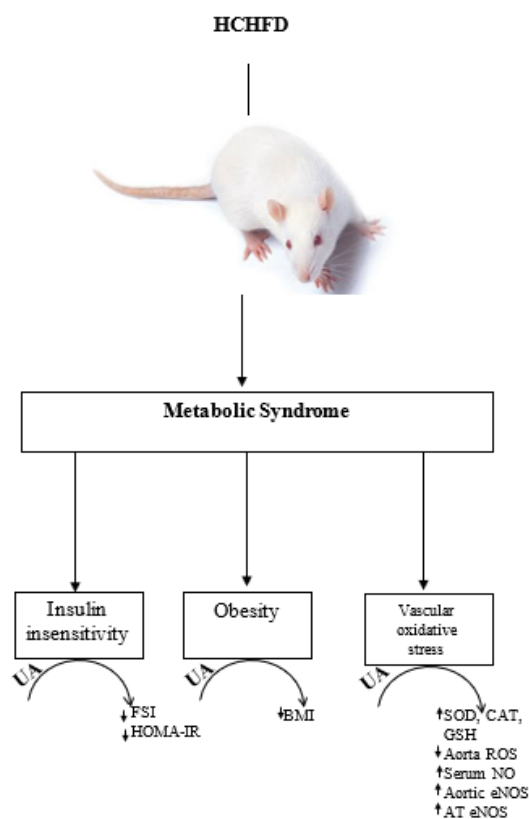 HCHFD
Metabolic Syndrome
Insulin
insensitivity
Obesity
Vascular
oxidative
stress
UA
↓FSI
↓HOMA-IR
UA
↓BMI
UA
↑SOD, CAT,
GSH
↓Aorta ROS
↑Serum NO
↑Aortic eNOS
↑AT eNOS